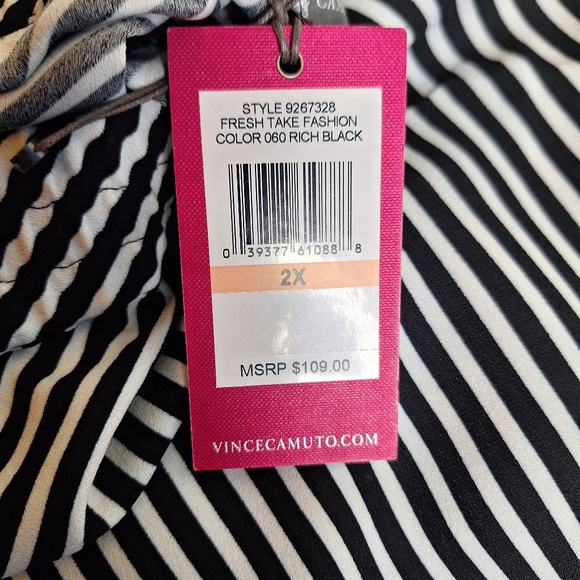 STYLE 9267328
FRESH TAKE FASHION
COLOR 060 RICH BLACK
0 39377 61088 8
2X
MSRP $109.00
VINCECAMUTO.COM